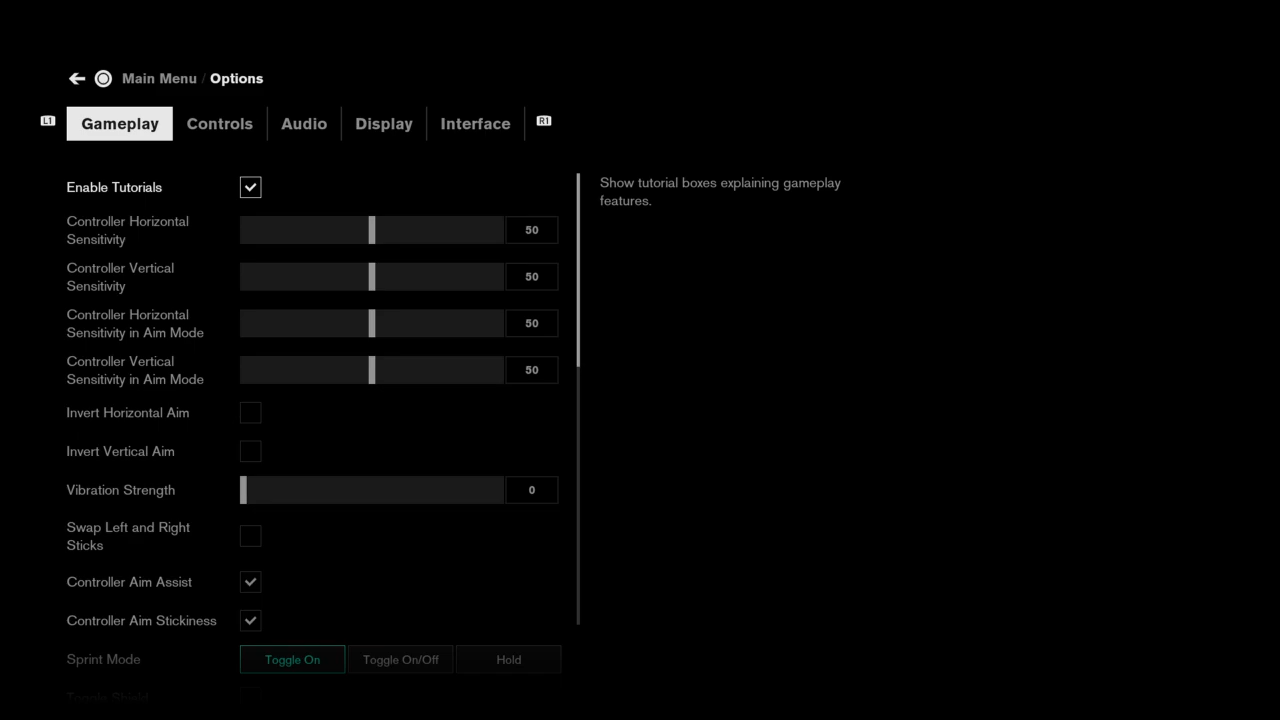 Main Menu / Options
L1 Gameplay Controls Audio Display Interface R1
Enable Tutorials
Show tutorial boxes explaining gameplay
features.
Controller Horizontal
Sensitivity
50
Controller Vertical
Sensitivity
50
Controller Horizontal
Sensitivity in Aim Mode
50
Controller Vertical
Sensitivity in Aim Mode
50
Invert Horizontal Aim
Invert Vertical Aim
Vibration Strength 0
Swap Left and Right
Sticks
Controller Aim Assist
Controller Aim Stickiness
Sprint Mode Toggle On Toggle On/Off Hold
Toggle Shield